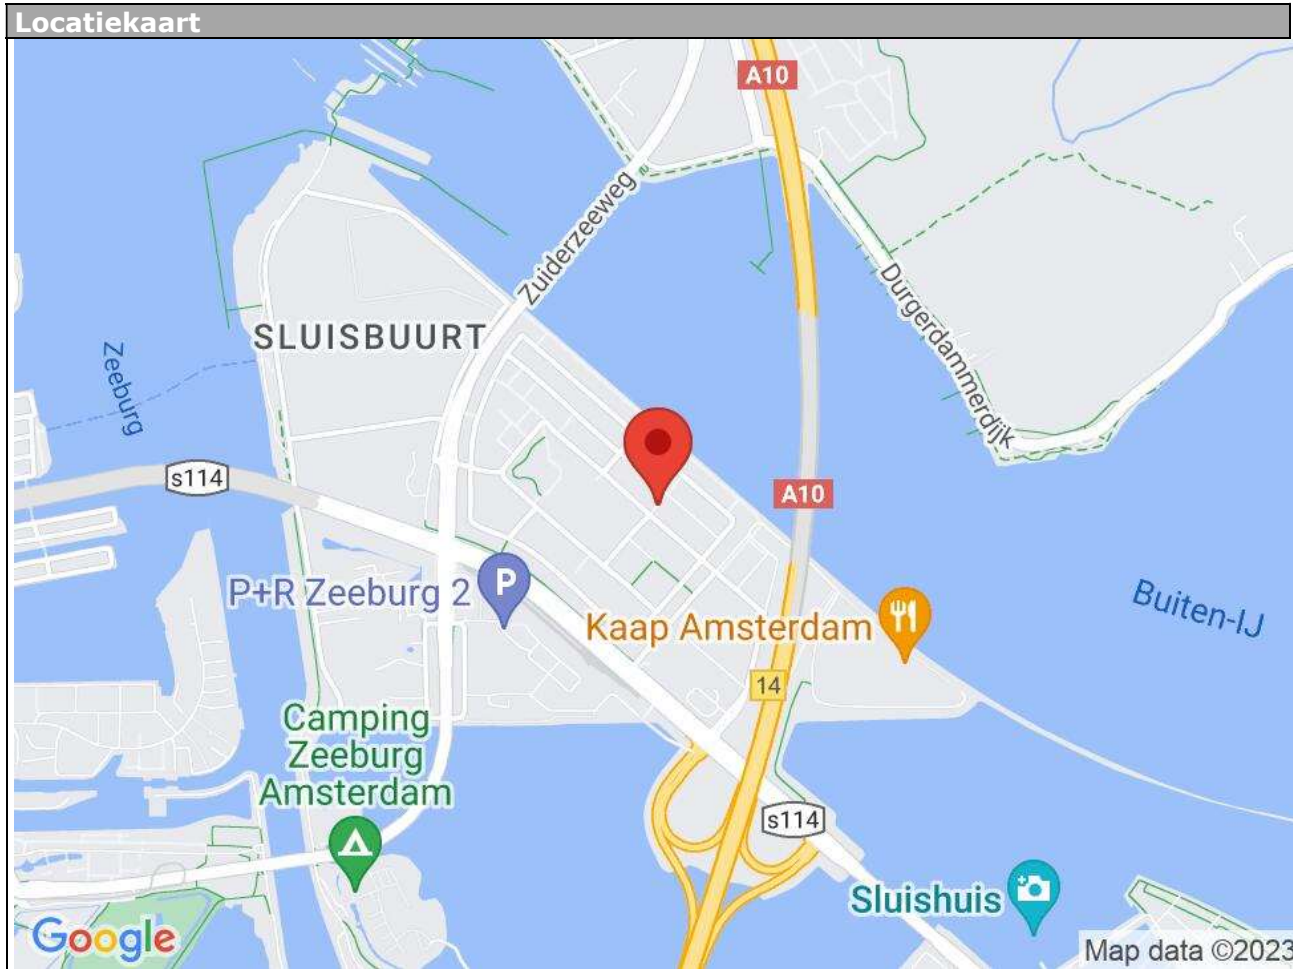 Locatiekaart
A10
Zuiderzeeweg
Durgerdammerdijk
SLUISBUURT
Zeeburg
s114
A10
P+R Zeeburg 2
Kaap Amsterdam
Buiten-IJ
14
Camping
Zeeburg
Amsterdam
s114
Sluishuis
Google
Map data ©2023